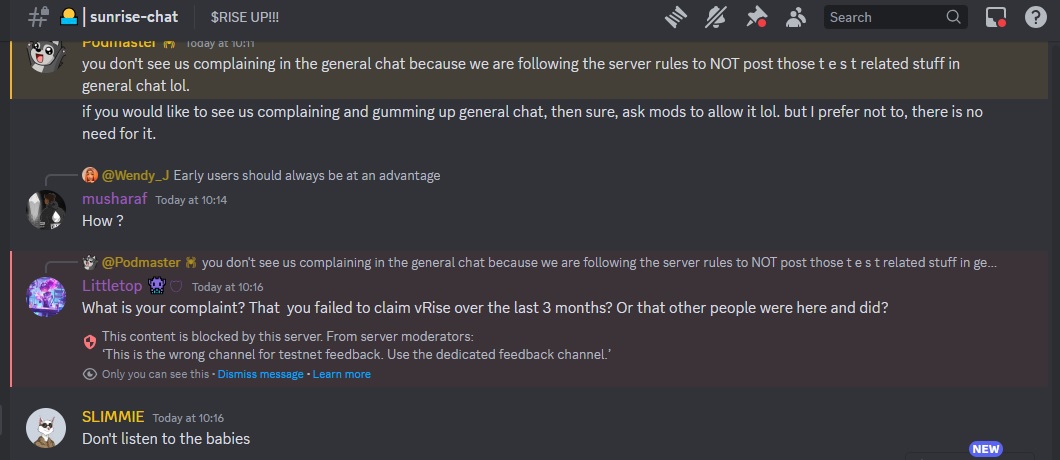 | sunrise-chat
$RISE UP!!!
Search
Podmaster Today at 10:11
you don't see us complaining in the general chat because we are following the server rules to NOT post those t e s t related stuff in
general chat lol.
if you would like to see us complaining and gumming up general chat, then sure, ask mods to allow it lol. but I prefer not to, there is no
need for it.
@Wendy_J Early users should always be at an advantage
musharaf Today at 10:14
How ?
@Podmaster you don't see us complaining in the general chat because we are following the server rules to NOT post those t e s t related stuff in ge...
Littletop Today at 10:16
What is your complaint? That you failed to claim vRise over the last 3 months? Or that other people were here and did?
This content is blocked by this server. From server moderators:
'This is the wrong channel for testnet feedback. Use the dedicated feedback channel.'
Only you can see this • Dismiss message • Learn more
SLIMMIE Today at 10:16
Don't listen to the babies
NEW